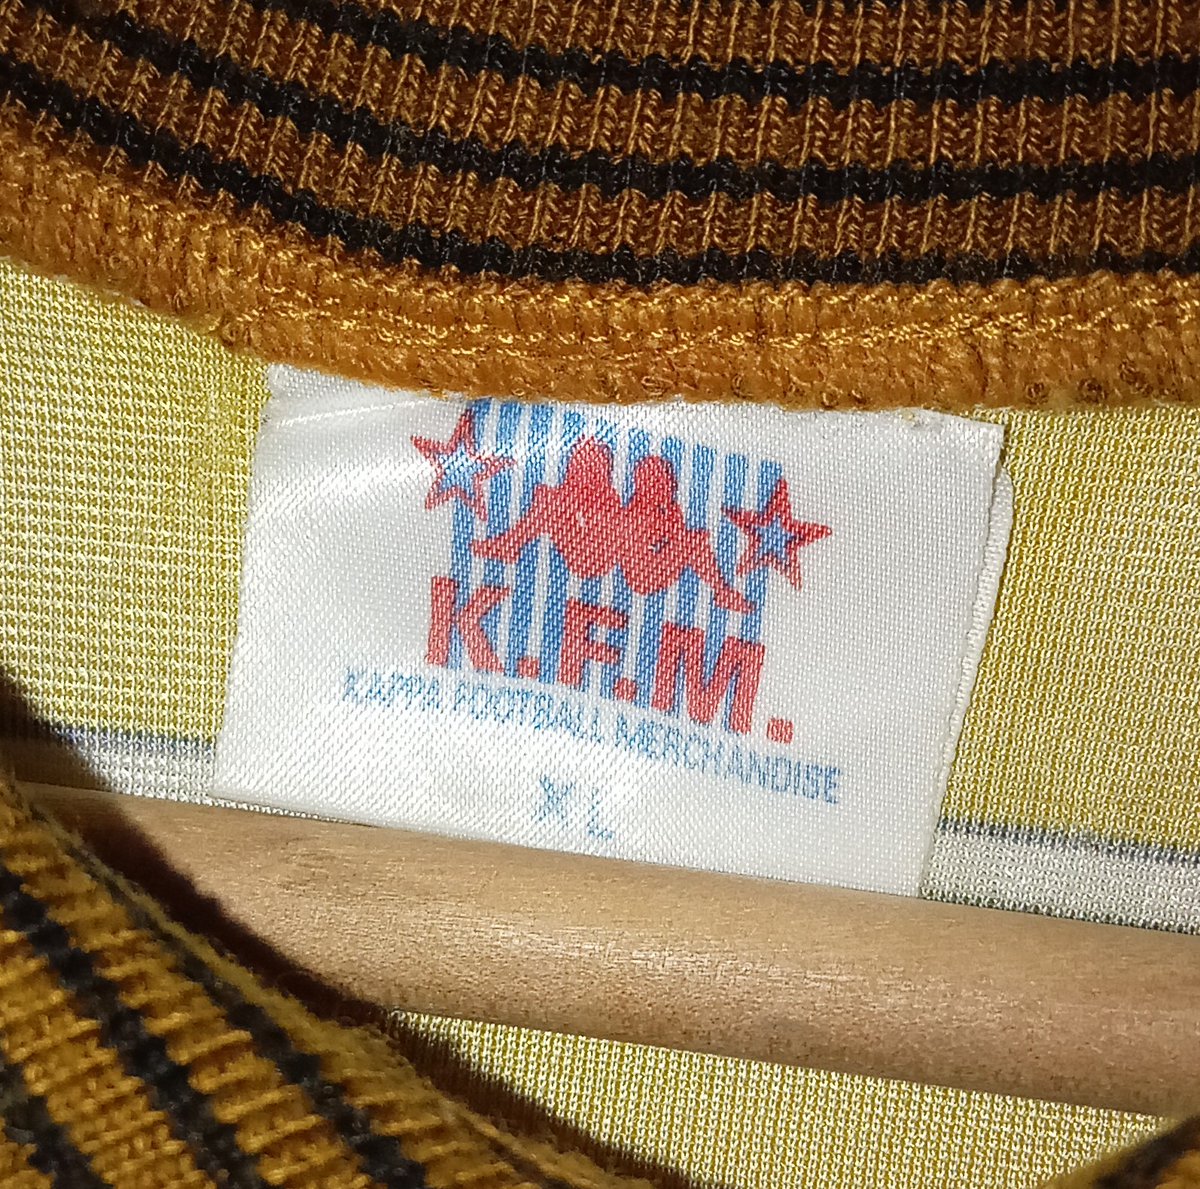 K.F.M.
KAPPA FOOTBALL MERCHANDISE
XL